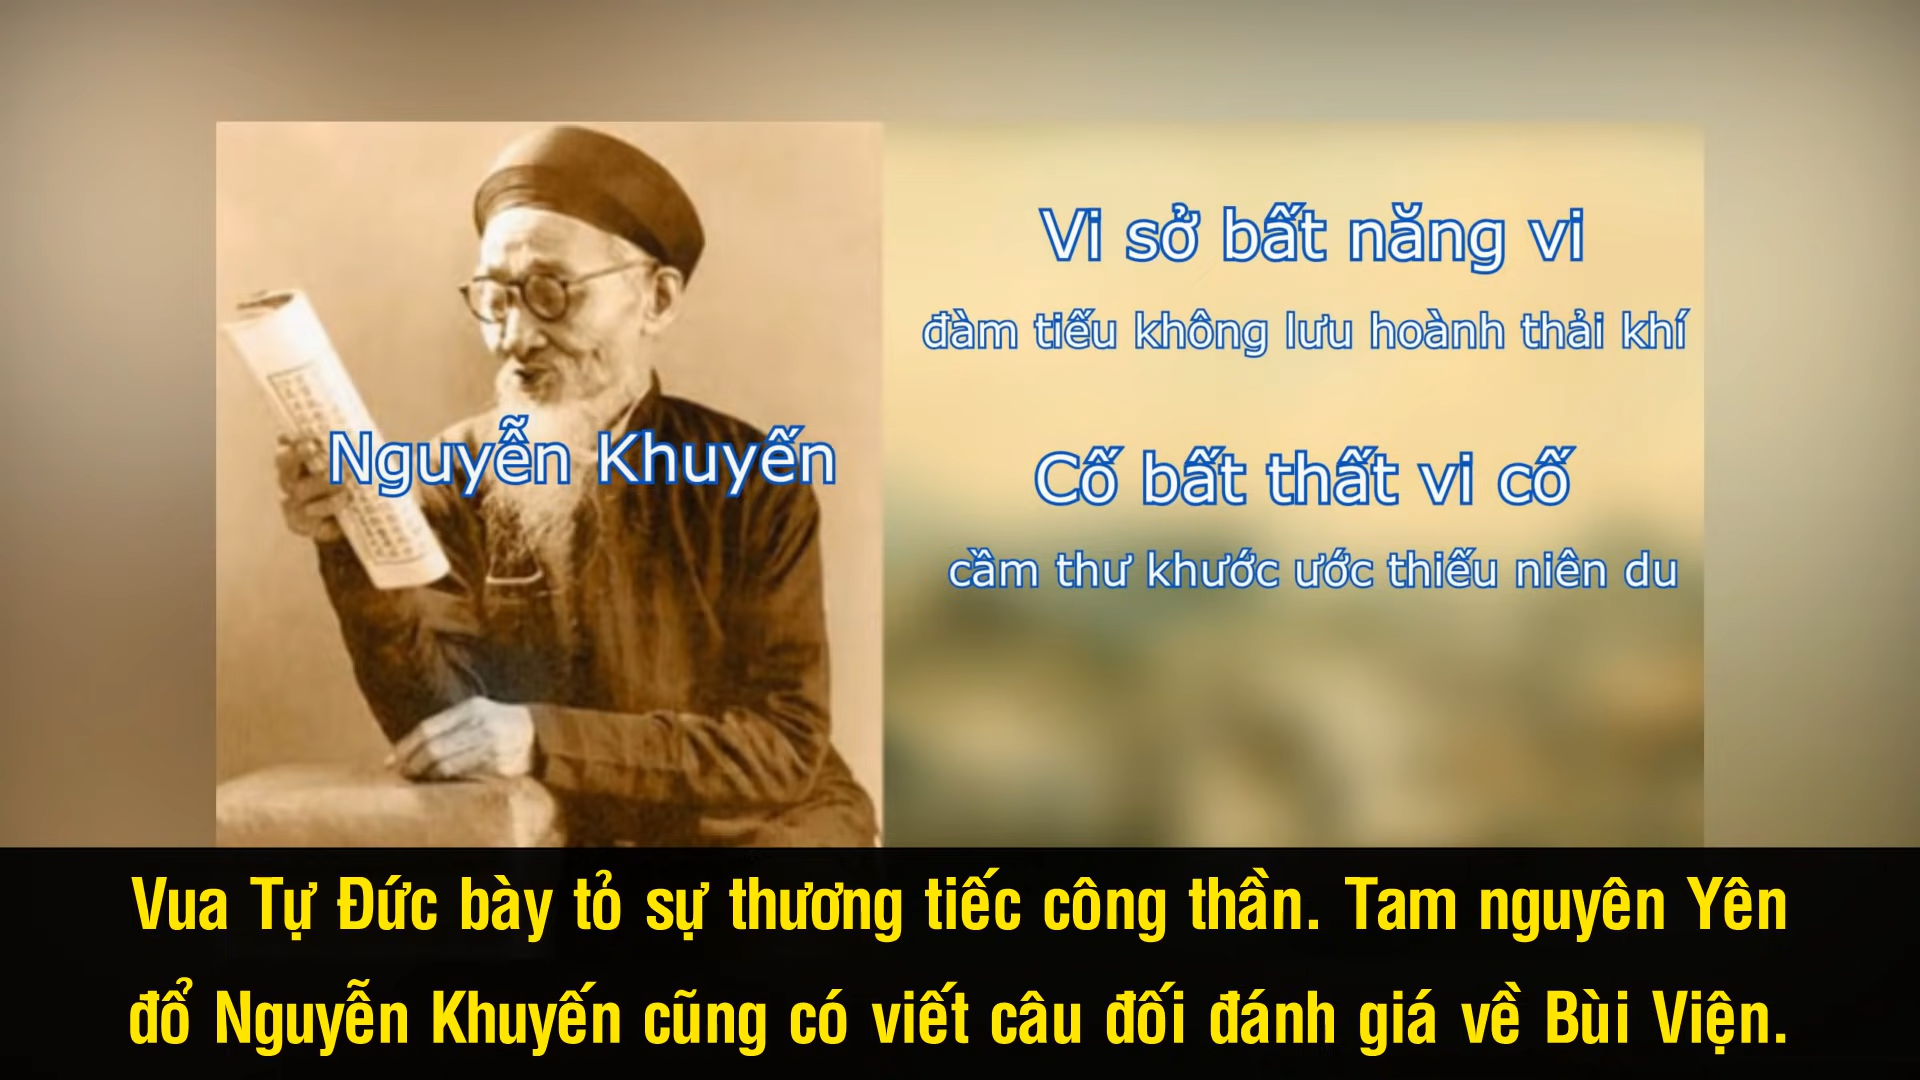 Vi sở bất năng vi
đàm tiếu không lưu hoành thải khí
Nguyễn Khuyến
Cố bất thất vi cố
cầm thư khước ước thiếu niên du
Vua Tự Đức bày tỏ sự thương tiếc công thần. Tam nguyên Yên
đổ Nguyễn Khuyến cũng có viết câu đối đánh giá về Bùi Viện.